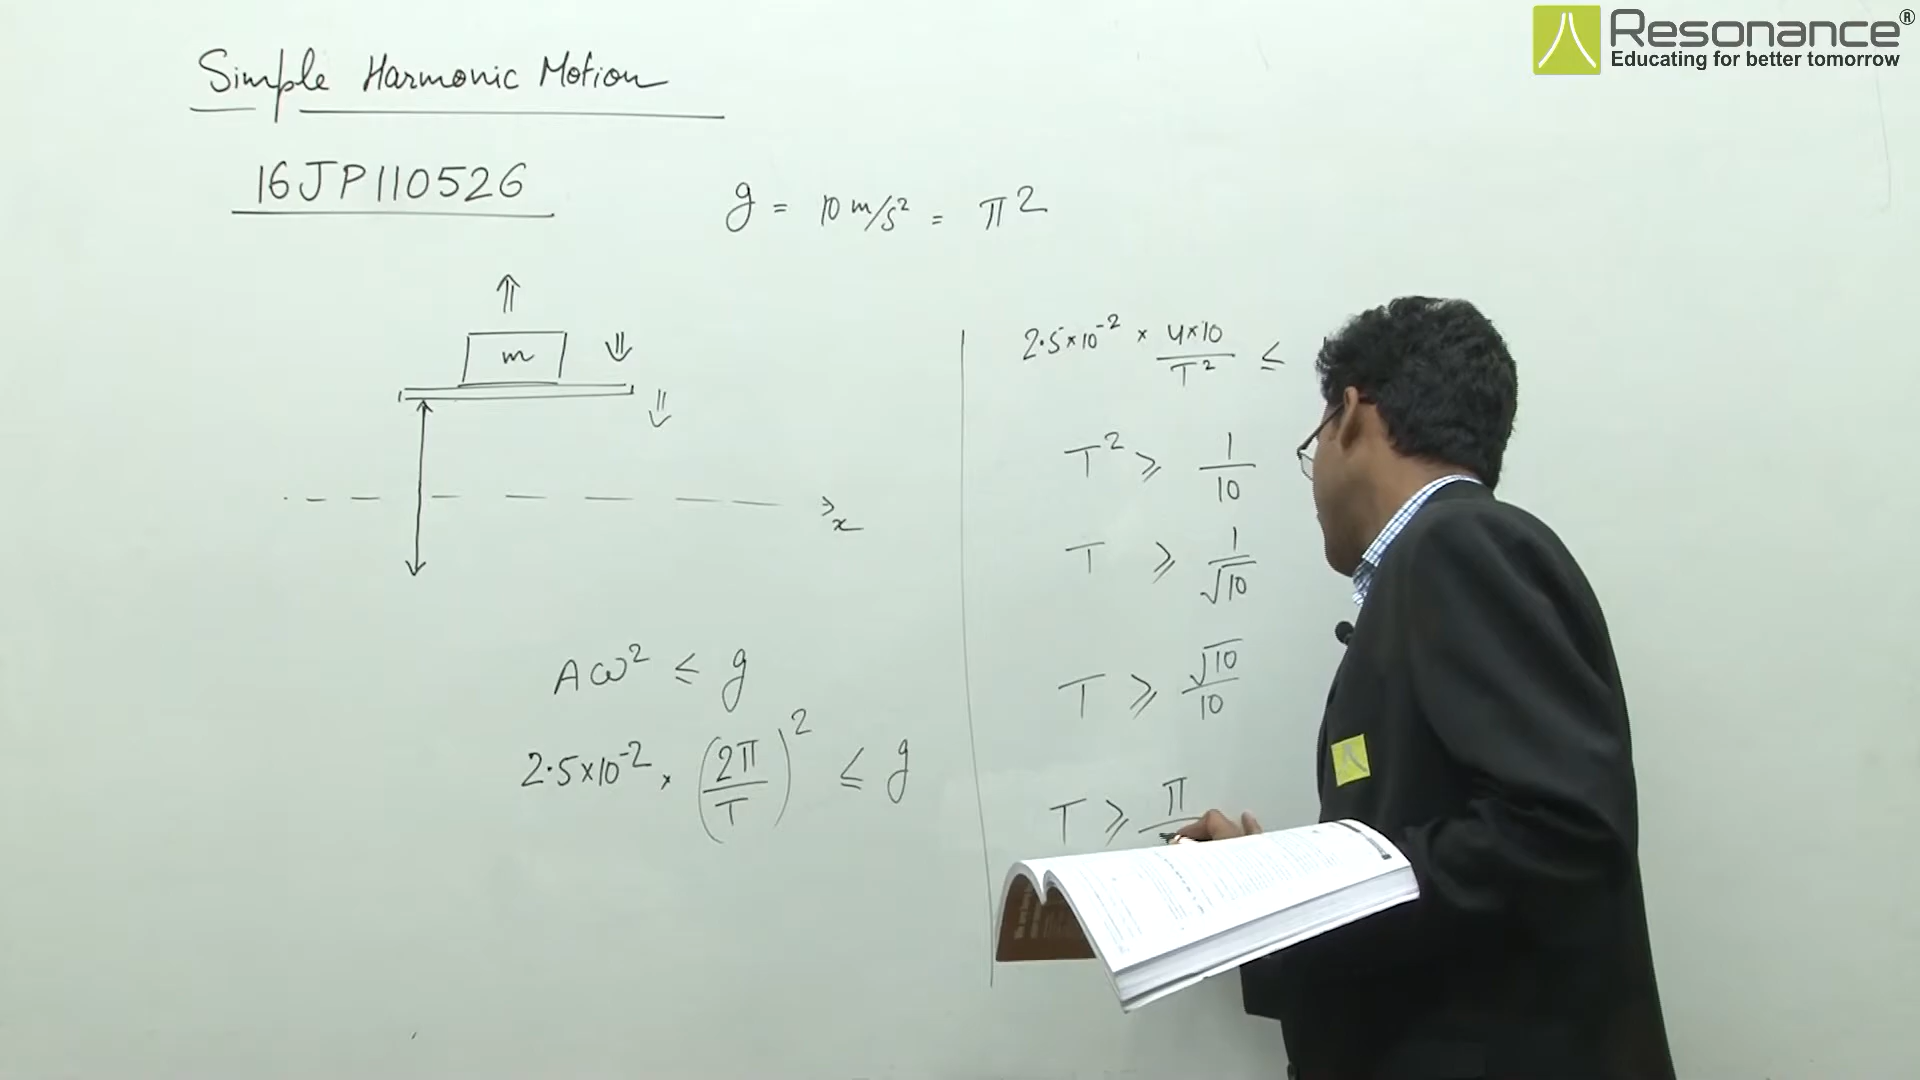 Resonance®
Educating for better tomorrow
Simple Harmonic Motion
16JP110526
g = 10 m/s² = π²
m
x
Aω² ≤ g
2.5×10⁻² × (2π/T)² ≤ g
2.5×10⁻² × 4×10/T² ≤
T² ≥ 1/10
T ≥ 1/√10
T ≥ √10/10
T ≥ π